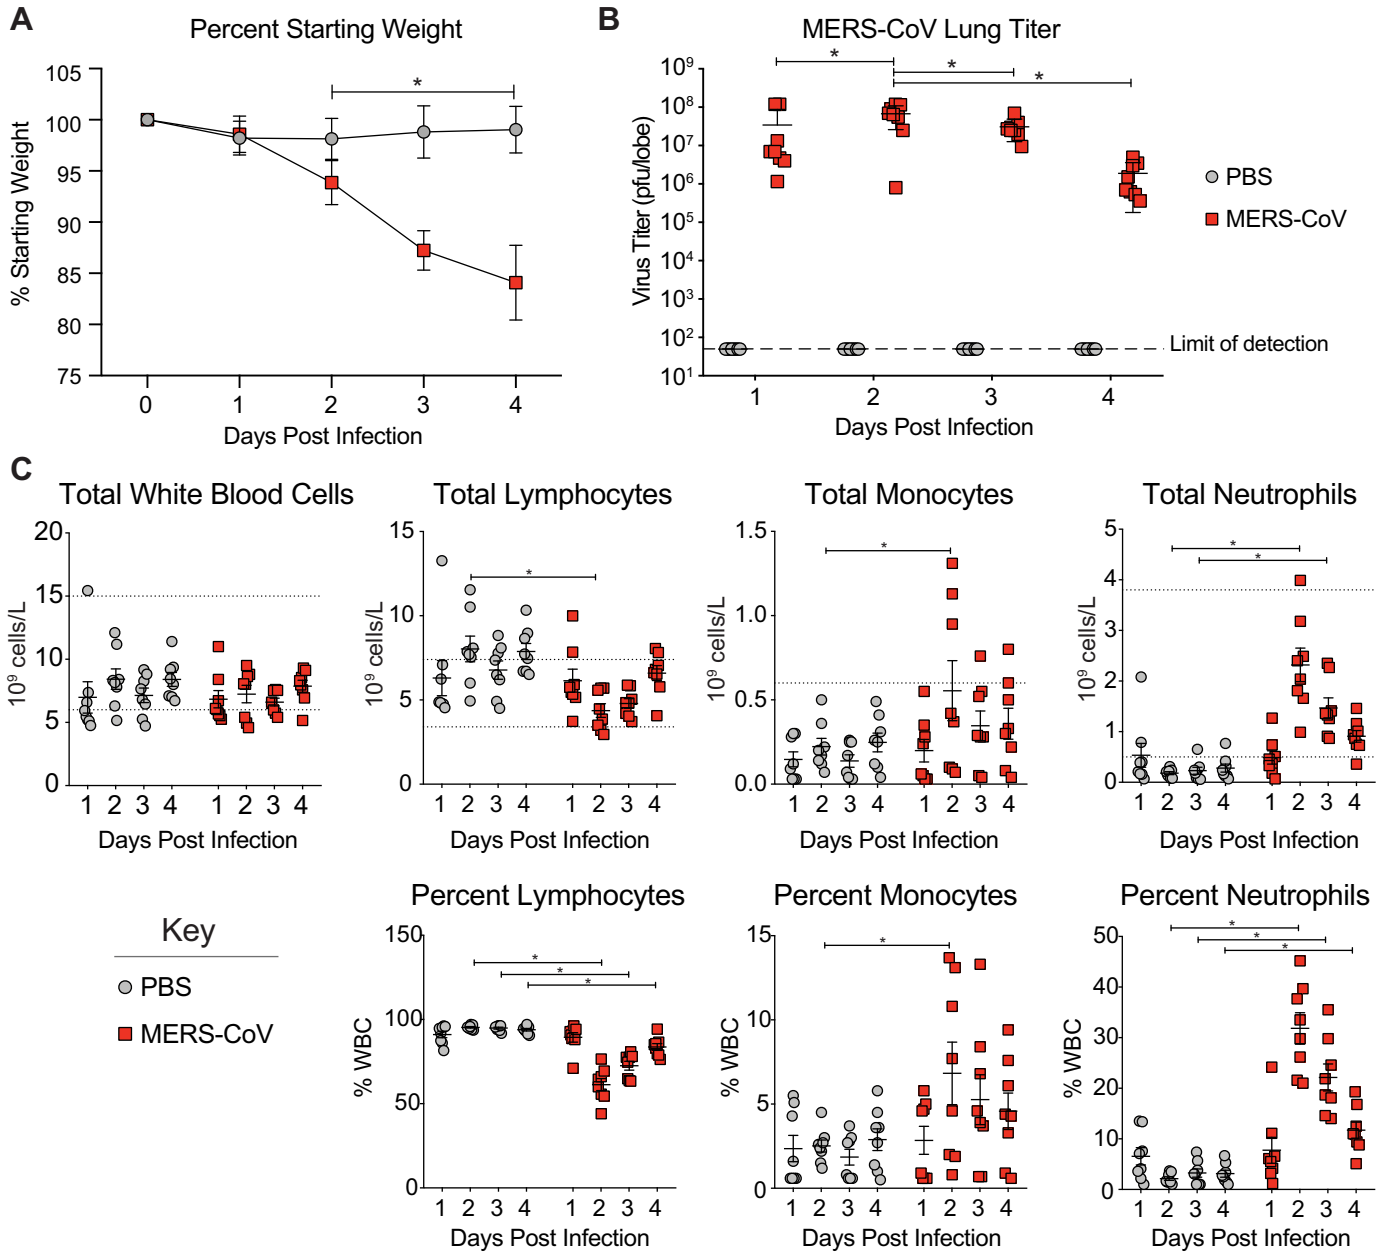 A
Percent Starting Weight
105
100
95
90
85
80
75
% Starting Weight
*
0 1 2 3 4
Days Post Infection
B
MERS-CoV Lung Titer
* * *
10⁹
10⁸
10⁷
10⁶
10⁵
10⁴
10³
10²
10¹
Virus Titer (pfu/lobe)
Limit of detection
1 2 3 4
Days Post Infection
PBS
MERS-CoV
C
Total White Blood Cells
20
15
10
5
0
10⁹ cells/L
1 2 3 4 1 2 3 4
Days Post Infection
Total Lymphocytes
15
10
5
0
10⁹ cells/L
*
1 2 3 4 1 2 3 4
Days Post Infection
Total Monocytes
1.5
1.0
0.5
0.0
10⁹ cells/L
*
1 2 3 4 1 2 3 4
Days Post Infection
Total Neutrophils
5
4
3
2
1
0
10⁹ cells/L
*
*
1 2 3 4 1 2 3 4
Days Post Infection
Key
PBS
MERS-CoV
Percent Lymphocytes
150
100
50
0
% WBC
*
*
*
1 2 3 4 1 2 3 4
Days Post Infection
Percent Monocytes
15
10
5
0
% WBC
*
1 2 3 4 1 2 3 4
Days Post Infection
Percent Neutrophils
50
40
30
20
10
0
% WBC
*
*
*
1 2 3 4 1 2 3 4
Days Post Infection